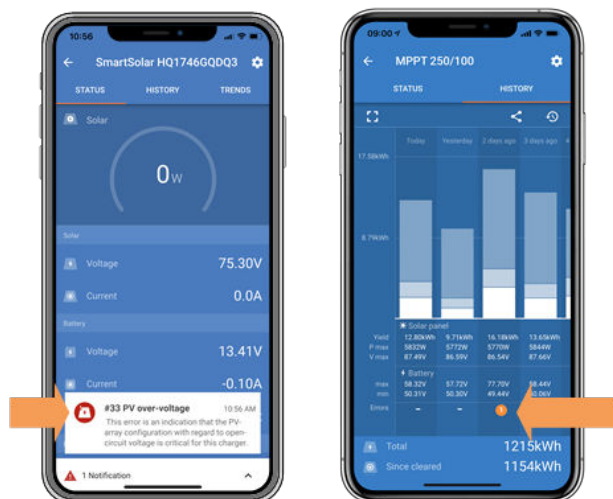 10:56
SmartSolar HQ1746GQDQ3
STATUS HISTORY TRENDS
Solar
0w
Solar
Voltage 75.30V
Current 0.0A
Battery
Voltage 13.41V
Current -0.10A
#33 PV over-voltage 10:56 AM
This error is an indication that the PV-
array configuration with regard to open-
circuit voltage is critical for this charger.
1 Notification
09:00
MPPT 250/100
STATUS HISTORY
Today Yesterday 2 days ago 3 days ago
17.58kWh
8.79kWh
Solar panel
Yield 12.80kWh 9.71kWh 16.18kWh 13.65kWh
P max 5832W 5772W 5770W 5844W
V max 87.49V 86.59V 86.54V 87.66V
Battery
max 58.32V 57.72V 77.70V 58.44V
min 50.31V 50.30V 49.44V
Errors - - 1
Total 1215kWh
Since cleared 1154kWh